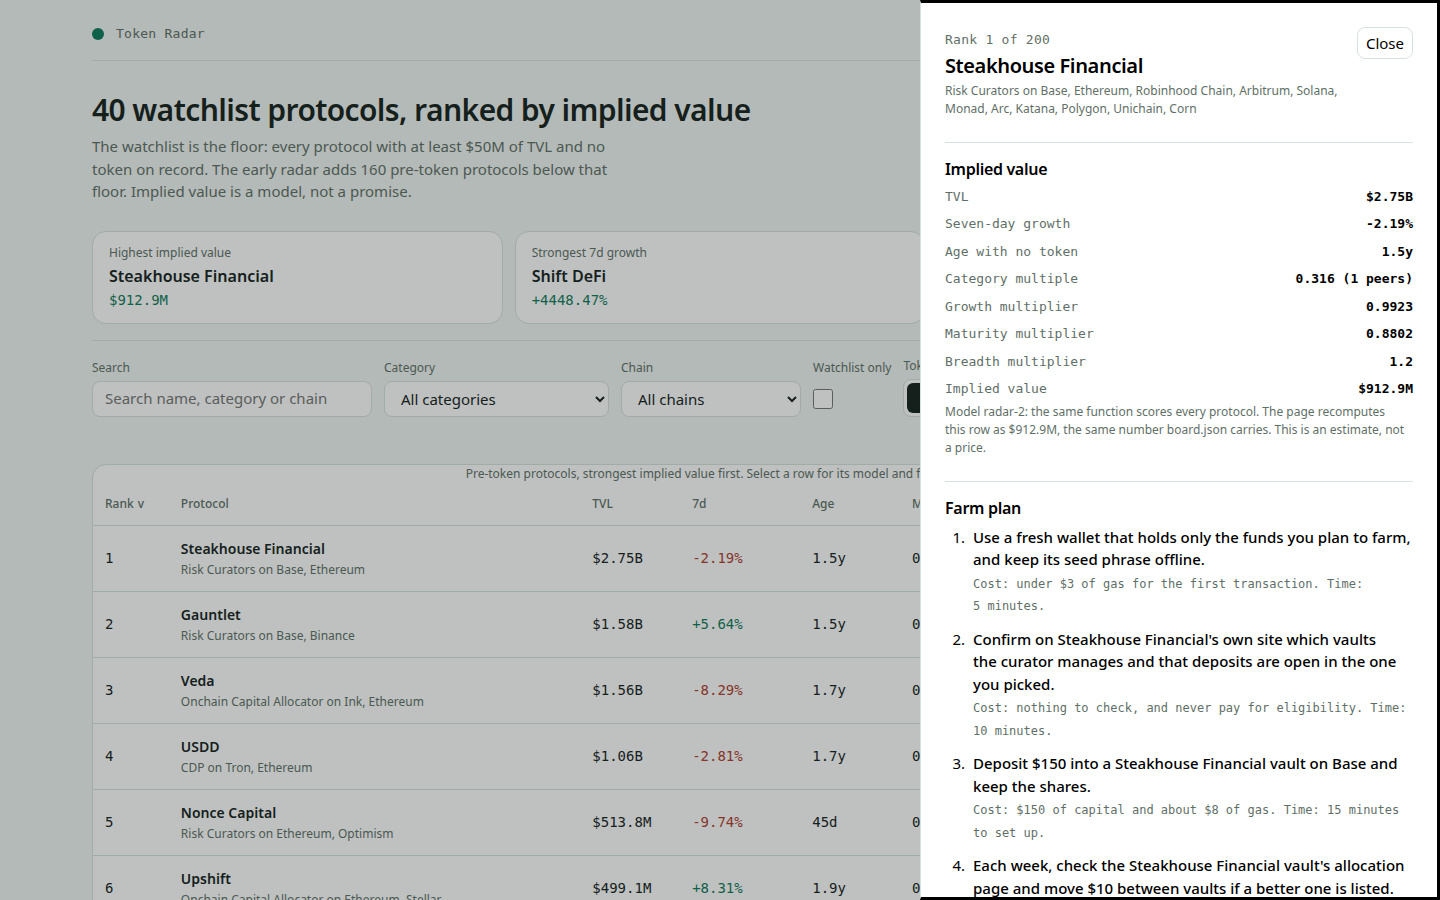 Token Radar
40 watchlist protocols, ranked by implied value
The watchlist is the floor: every protocol with at least $50M of TVL and no
token on record. The early radar adds 160 pre-token protocols below that
floor. Implied value is a model, not a promise.
Highest implied value
Steakhouse Financial
$912.9M
Strongest 7d growth
Shift DeFi
+4448.47%
Search
Search name, category or chain
Category
All categories
Chain
All chains
Watchlist only
Pre-token protocols, strongest implied value first. Select a row for its model and
Rank v Protocol TVL 7d Age
1 Steakhouse Financial $2.75B -2.19% 1.5y
Risk Curators on Base, Ethereum
2 Gauntlet $1.58B +5.64% 1.5y
Risk Curators on Base, Binance
3 Veda $1.56B -8.29% 1.7y
Onchain Capital Allocator on Ink, Ethereum
4 USDD $1.06B -2.81% 1.7y
CDP on Tron, Ethereum
5 Nonce Capital $513.8M -9.74% 45d
Risk Curators on Ethereum, Optimism
6 Upshift $499.1M +8.31% 1.9y
Onchain Capital Allocator on Ethereum, Stellar
Rank 1 of 200
Close
Steakhouse Financial
Risk Curators on Base, Ethereum, Robinhood Chain, Arbitrum, Solana,
Monad, Arc, Katana, Polygon, Unichain, Corn
Implied value
TVL $2.75B
Seven-day growth -2.19%
Age with no token 1.5y
Category multiple 0.316 (1 peers)
Growth multiplier 0.9923
Maturity multiplier 0.8802
Breadth multiplier 1.2
Implied value $912.9M
Model radar-2: the same function scores every protocol. The page recomputes
this row as $912.9M, the same number board.json carries. This is an estimate, not
a price.
Farm plan
1. Use a fresh wallet that holds only the funds you plan to farm,
and keep its seed phrase offline.
Cost: under $3 of gas for the first transaction. Time:
5 minutes.
2. Confirm on Steakhouse Financial's own site which vaults
the curator manages and that deposits are open in the one
you picked.
Cost: nothing to check, and never pay for eligibility. Time:
10 minutes.
3. Deposit $150 into a Steakhouse Financial vault on Base and
keep the shares.
Cost: $150 of capital and about $8 of gas. Time: 15 minutes
to set up.
4. Each week, check the Steakhouse Financial vault's allocation
page and move $10 between vaults if a better one is listed.